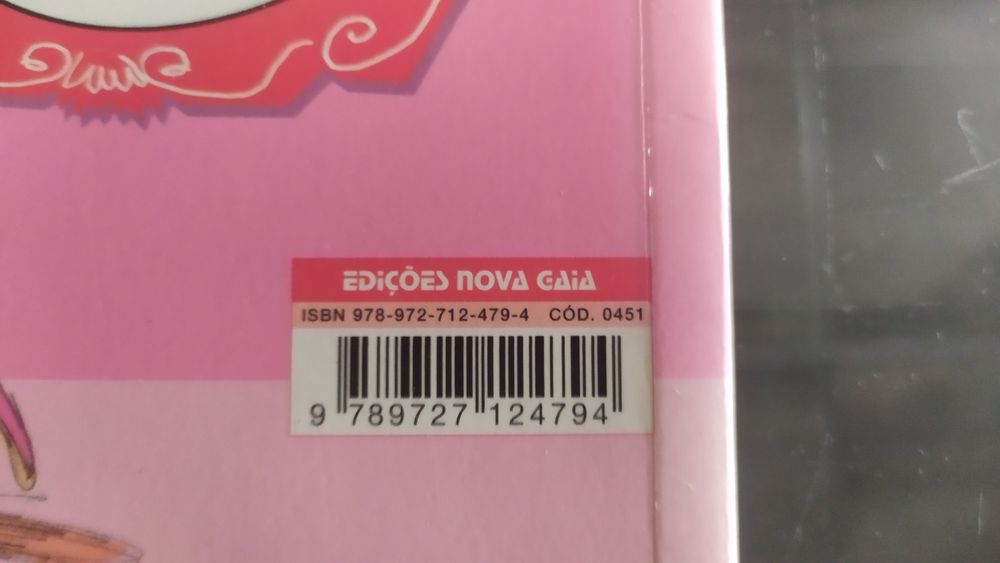 EDIÇÕES NOVA GAIA
ISBN 978-972-712-479-4 CÓD. 0451
9 789727 124794